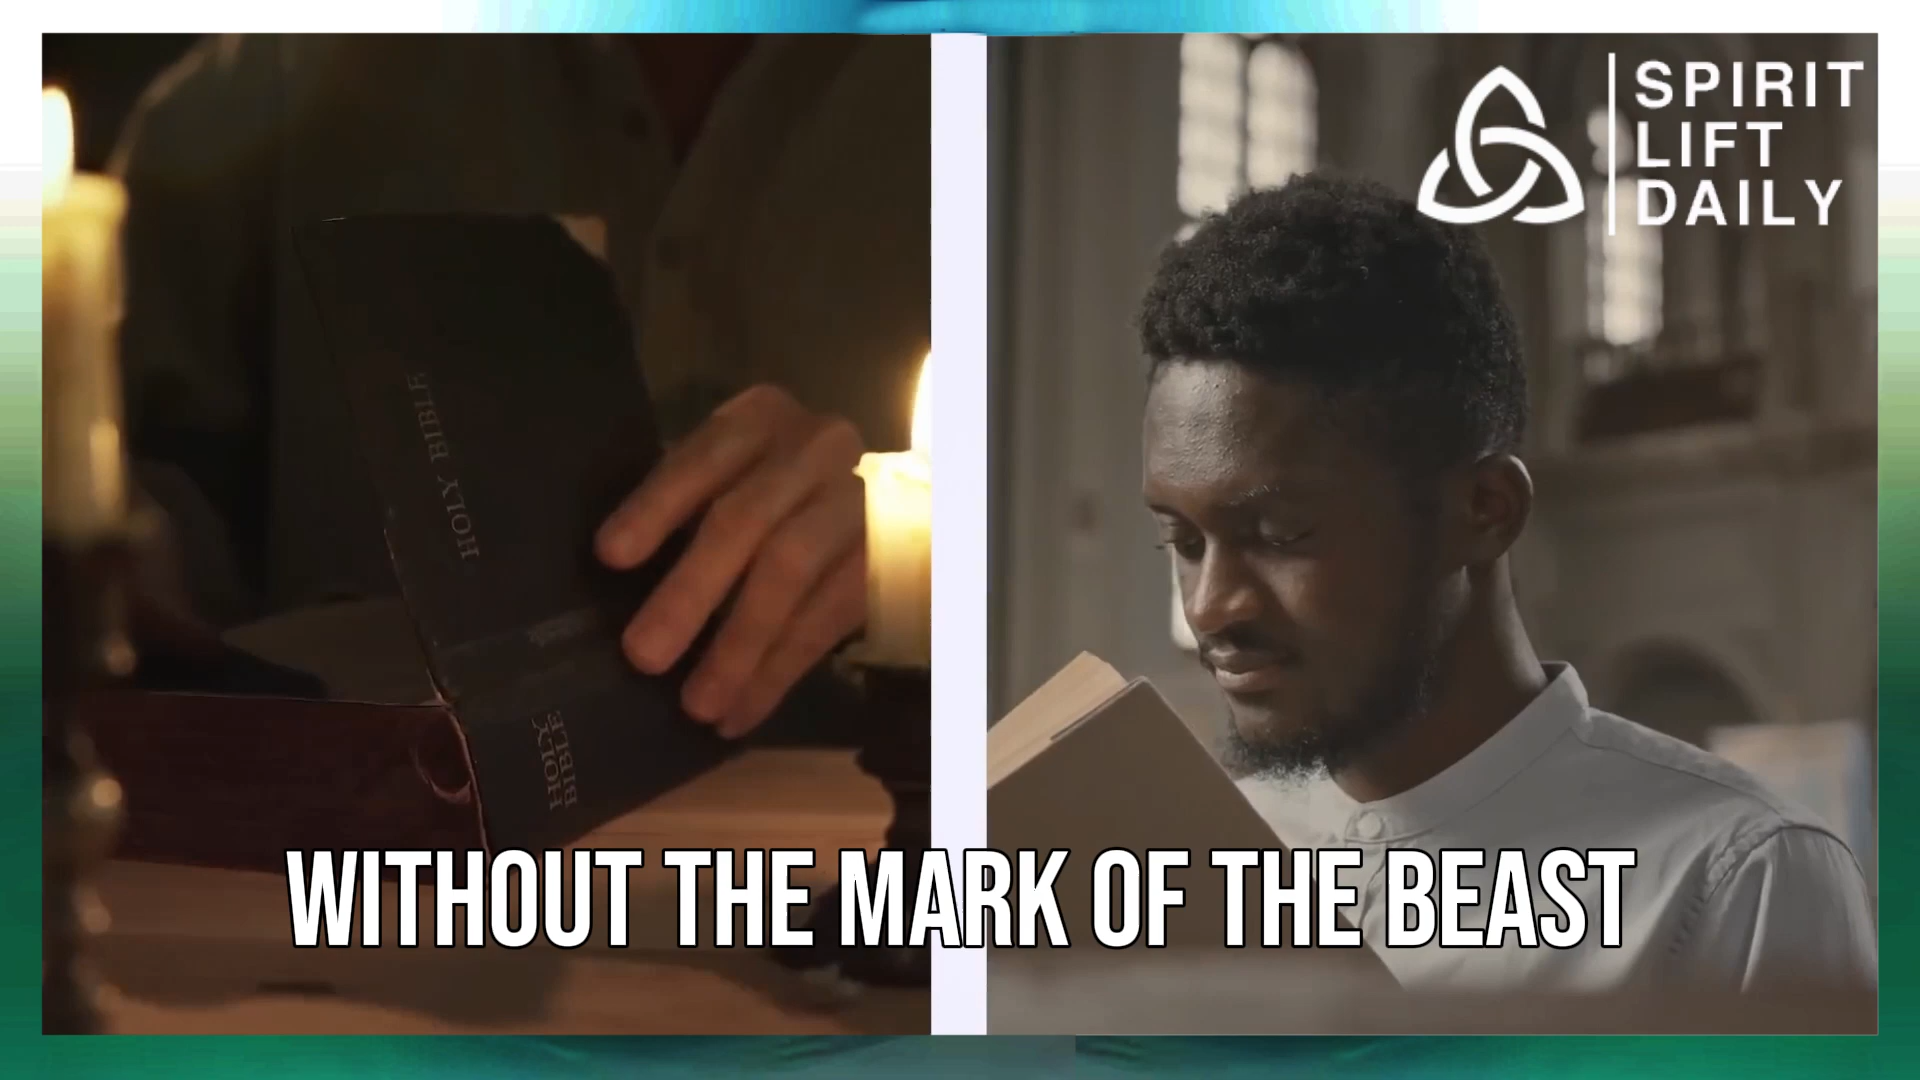 SPIRIT
LIFT
DAILY
HOLY BIBLE
HOLY
BIBLE
WITHOUT THE MARK OF THE BEAST